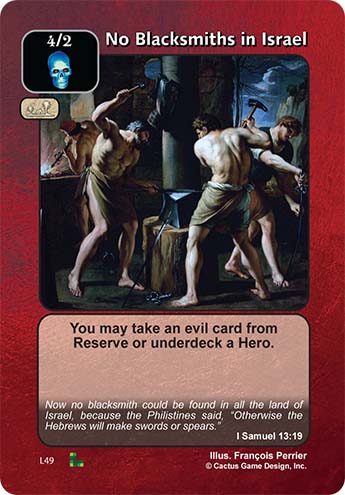 4/2
No Blacksmiths in Israel
You may take an evil card from
Reserve or underdeck a Hero.
Now no blacksmith could be found in all the land of
Israel, because the Philistines said, “Otherwise the
Hebrews will make swords or spears.”
I Samuel 13:19
L49
Illus. François Perrier
© Cactus Game Design, Inc.